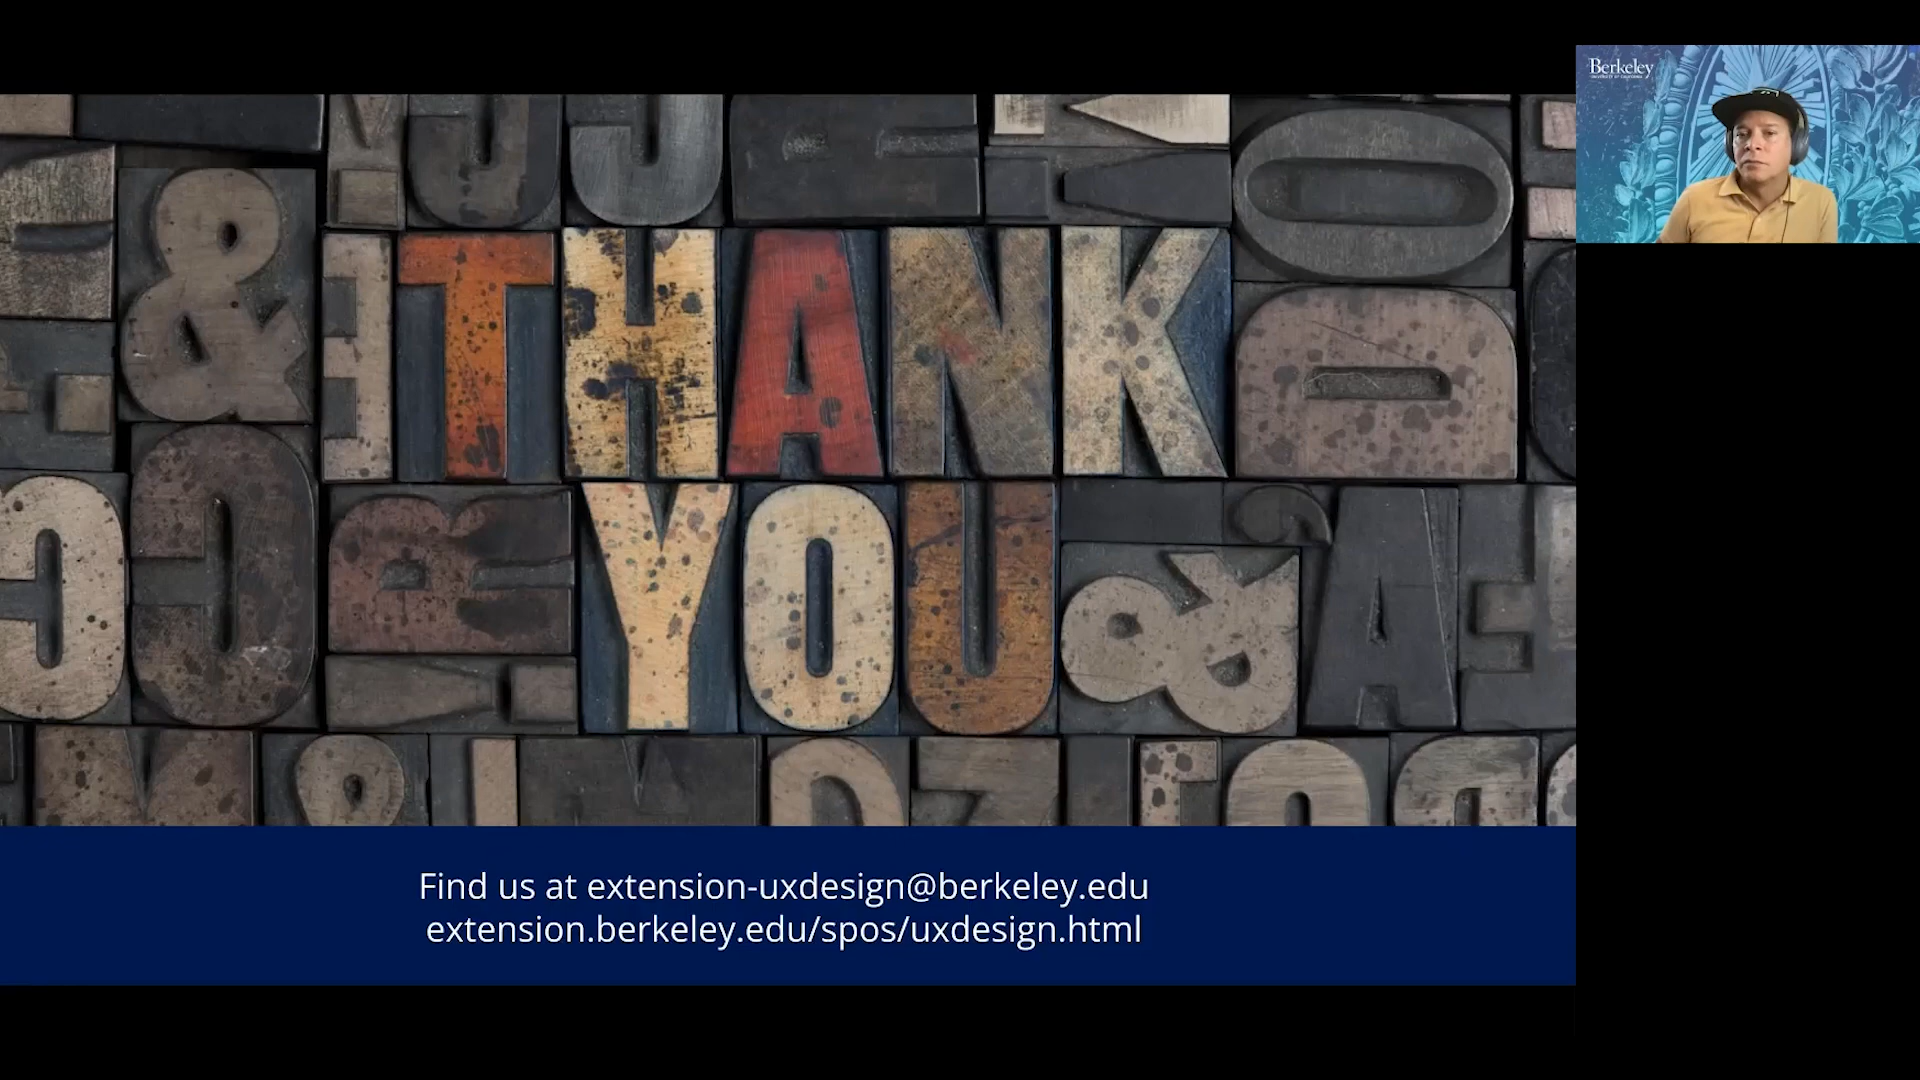 Berkeley
THANK
YOU
Find us at extension-uxdesign@berkeley.edu
extension.berkeley.edu/spos/uxdesign.html